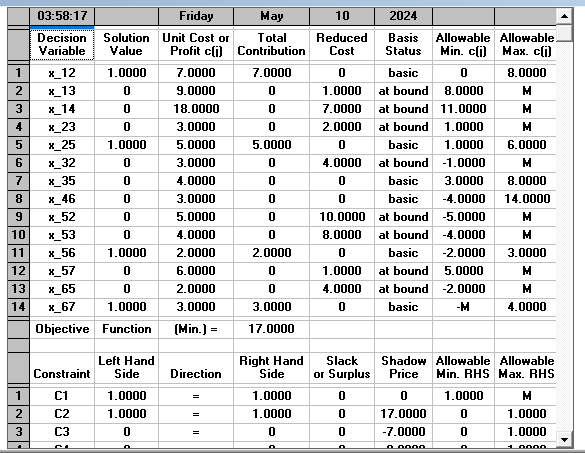 03:58:17 Friday May 10 2024
Decision Variable Solution Value Unit Cost or Profit c(j) Total Contribution Reduced Cost Basis Status Allowable Min. c(j) Allowable Max. c(j)
1 x_12 1.0000 7.0000 7.0000 0 basic 0 8.0000
2 x_13 0 9.0000 0 1.0000 at bound 8.0000 M
3 x_14 0 18.0000 0 7.0000 at bound 11.0000 M
4 x_23 0 3.0000 0 2.0000 at bound 1.0000 M
5 x_25 1.0000 5.0000 5.0000 0 basic 1.0000 6.0000
6 x_32 0 3.0000 0 4.0000 at bound -1.0000 M
7 x_35 0 4.0000 0 0 basic 3.0000 8.0000
8 x_46 0 3.0000 0 0 basic -4.0000 14.0000
9 x_52 0 5.0000 0 10.0000 at bound -5.0000 M
10 x_53 0 4.0000 0 8.0000 at bound -4.0000 M
11 x_56 1.0000 2.0000 2.0000 0 basic -2.0000 3.0000
12 x_57 0 6.0000 0 1.0000 at bound 5.0000 M
13 x_65 0 2.0000 0 4.0000 at bound -2.0000 M
14 x_67 1.0000 3.0000 3.0000 0 basic -M 4.0000
Objective Function (Min.) = 17.0000
Constraint Left Hand Side Direction Right Hand Side Slack or Surplus Shadow Price Allowable Min. RHS Allowable Max. RHS
1 C1 1.0000 = 1.0000 0 0 1.0000 M
2 C2 1.0000 = 1.0000 0 17.0000 0 1.0000
3 C3 0 = 0 0 -7.0000 0 1.0000